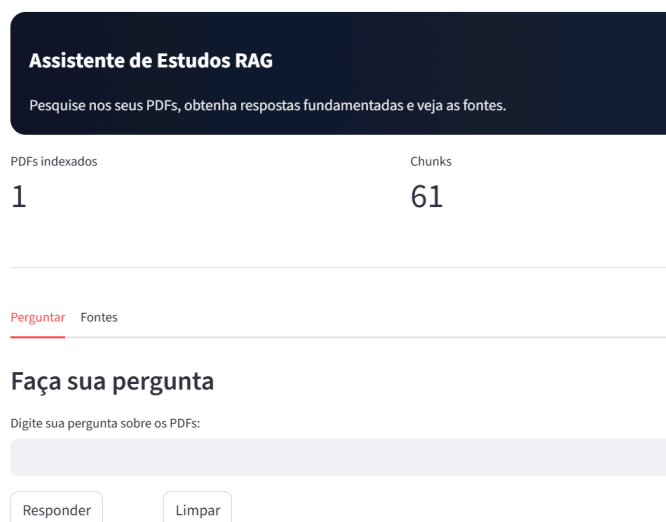 Assistente de Estudos RAG
Pesquise nos seus PDFs, obtenha respostas fundamentadas e veja as fontes.
PDFs indexados
Chunks
1
61
Perguntar Fontes
Faça sua pergunta
Digite sua pergunta sobre os PDFs:
Responder Limpar